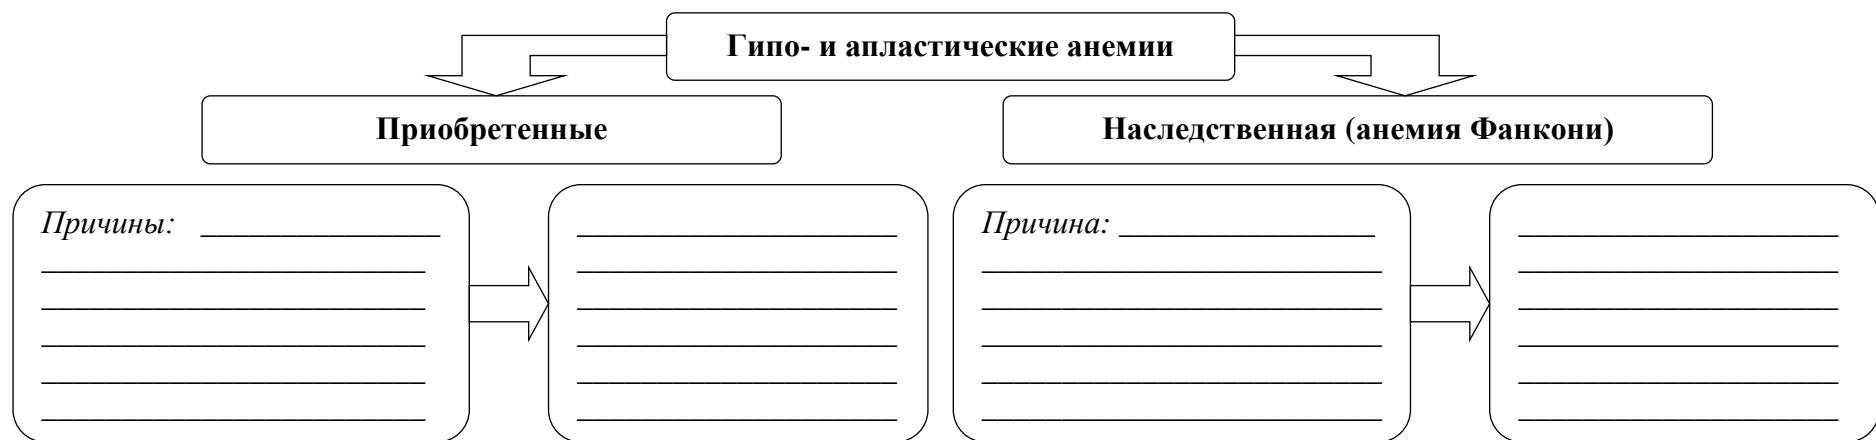 Гипо- и апластические анемии
Приобретенные
Наследственная (анемия Фанкони)
Причины:
Причина: